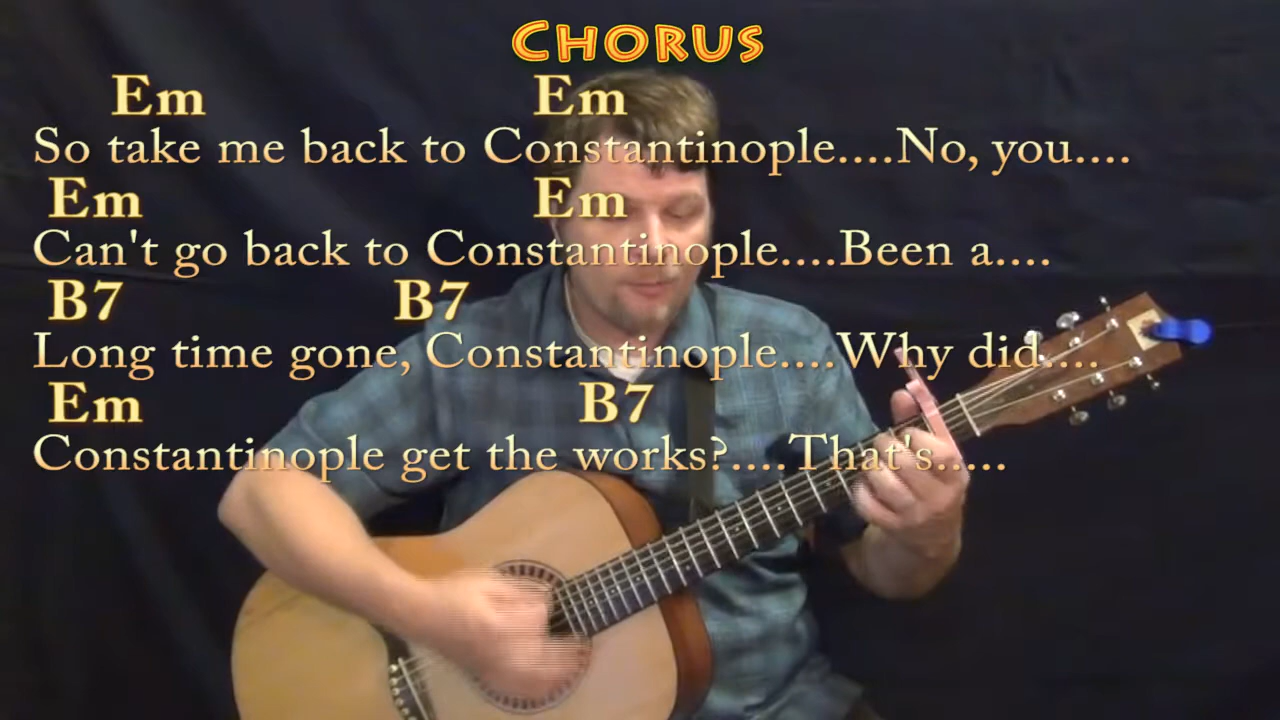 CHORUS
Em Em
So take me back to Constantinople....No, you....
Em Em
Can't go back to Constantinople....Been a....
B7 B7
Long time gone, Constantinople....Why did....
Em B7
Constantinople get the works?....That's.....